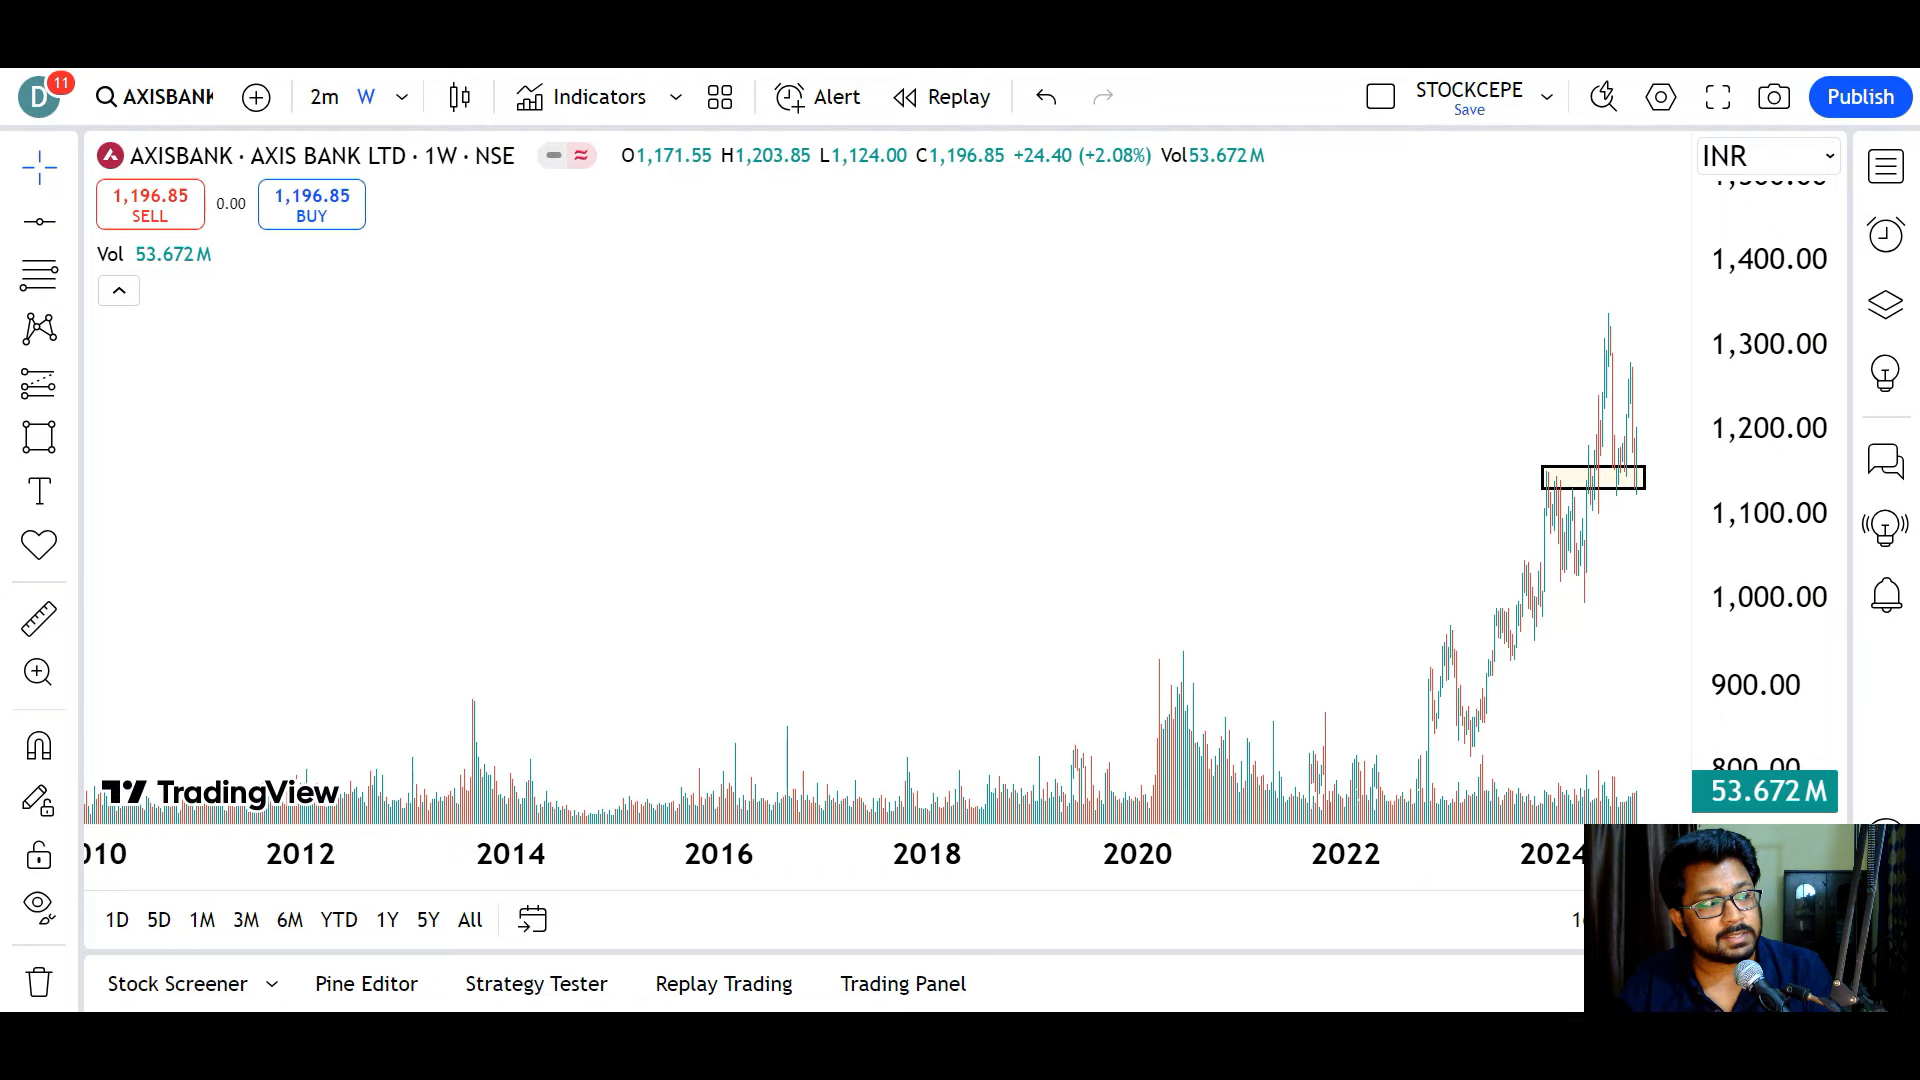 D 11 AXISBANK 2m W Indicators Alert Replay STOCKCEPE Publish
Save
AXISBANK · AXIS BANK LTD · 1W · NSE O1,171.55 H1,203.85 L1,124.00 C1,196.85 +24.40 (+2.08%) Vol53.672M INR
1,196.85 0.00 1,196.85
SELL BUY
Vol 53.672M
1,400.00
1,300.00
1,200.00
1,100.00
1,000.00
900.00
800.00
53.672M
TradingView
2012 2014 2016 2018 2020 2022 2024
1D 5D 1M 3M 6M YTD 1Y 5Y All
Stock Screener Pine Editor Strategy Tester Replay Trading Trading Panel